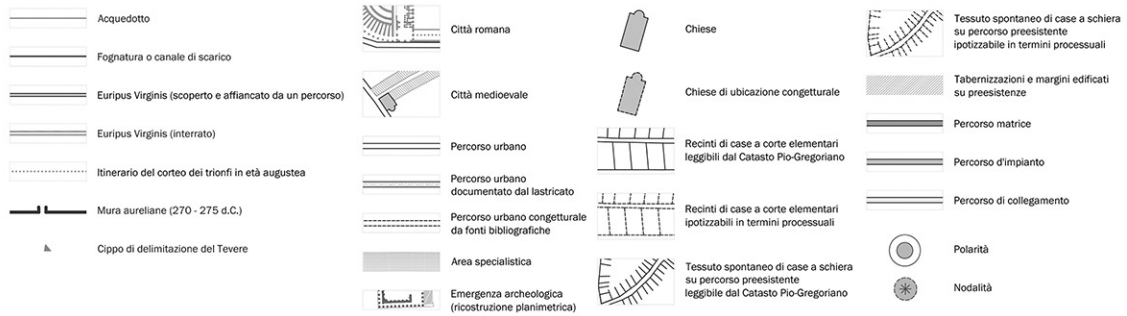 Acquedotto
Fognatura o canale di scarico
Euripus Virginis (scoperto e affiancato da un percorso)
Euripus Virginis (interrato)
Itinerario del corteo dei trionfi in età augustea
Mura aureliane (270 - 275 d.C.)
Cippo di delimitazione del Tevere
Città romana
Città medioevale
Percorso urbano
Percorso urbano
documentato dal lastricato
Percorso urbano congetturale
da fonti bibliografiche
Area specialistica
Emergenza archeologica
(ricostruzione planimetrica)
Chiese
Chiese di ubicazione congetturale
Recinti di case a corte elementari
leggibili dal Catasto Pio-Gregoriano
Recinti di case a corte elementari
ipotizzabili in termini processuali
Tessuto spontaneo di case a schiera
su percorso preesistente
leggibile dal Catasto Pio-Gregoriano
Tessuto spontaneo di case a schiera
su percorso preesistente
ipotizzabile in termini processuali
Tabernizzazioni e margini edificati
su preesistenze
Percorso matrice
Percorso d'impianto
Percorso di collegamento
Polarità
Nodalità